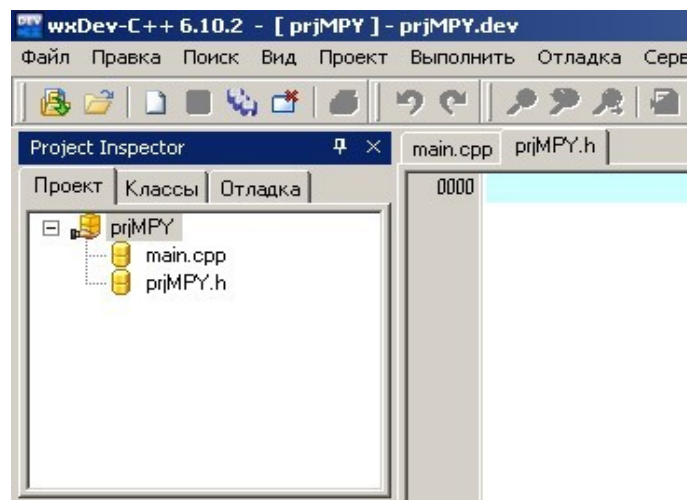 wxDev-C++ 6.10.2 - [ prjMPY ] - prjMPY.dev
Файл Правка Поиск Вид Проект Выполнить Отладка Серв
Project Inspector
main.cpp prjMPY.h
Проект Классы Отладка
0000
prjMPY
main.cpp
prjMPY.h